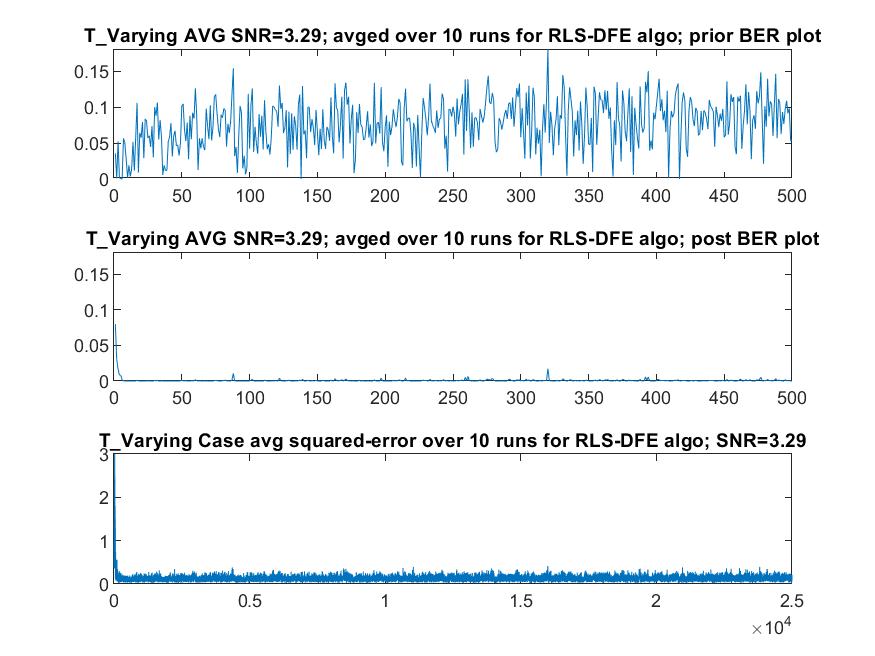 T_Varying AVG SNR=3.29; avged over 10 runs for RLS-DFE algo; prior BER plot
0.15
0.1
0.05
0
0 50 100 150 200 250 300 350 400 450 500
T_Varying AVG SNR=3.29; avged over 10 runs for RLS-DFE algo; post BER plot
0.15
0.1
0.05
0
0 50 100 150 200 250 300 350 400 450 500
T_Varying Case avg squared-error over 10 runs for RLS-DFE algo; SNR=3.29
3
2
1
0
0 0.5 1 1.5 2 2.5
×10⁴